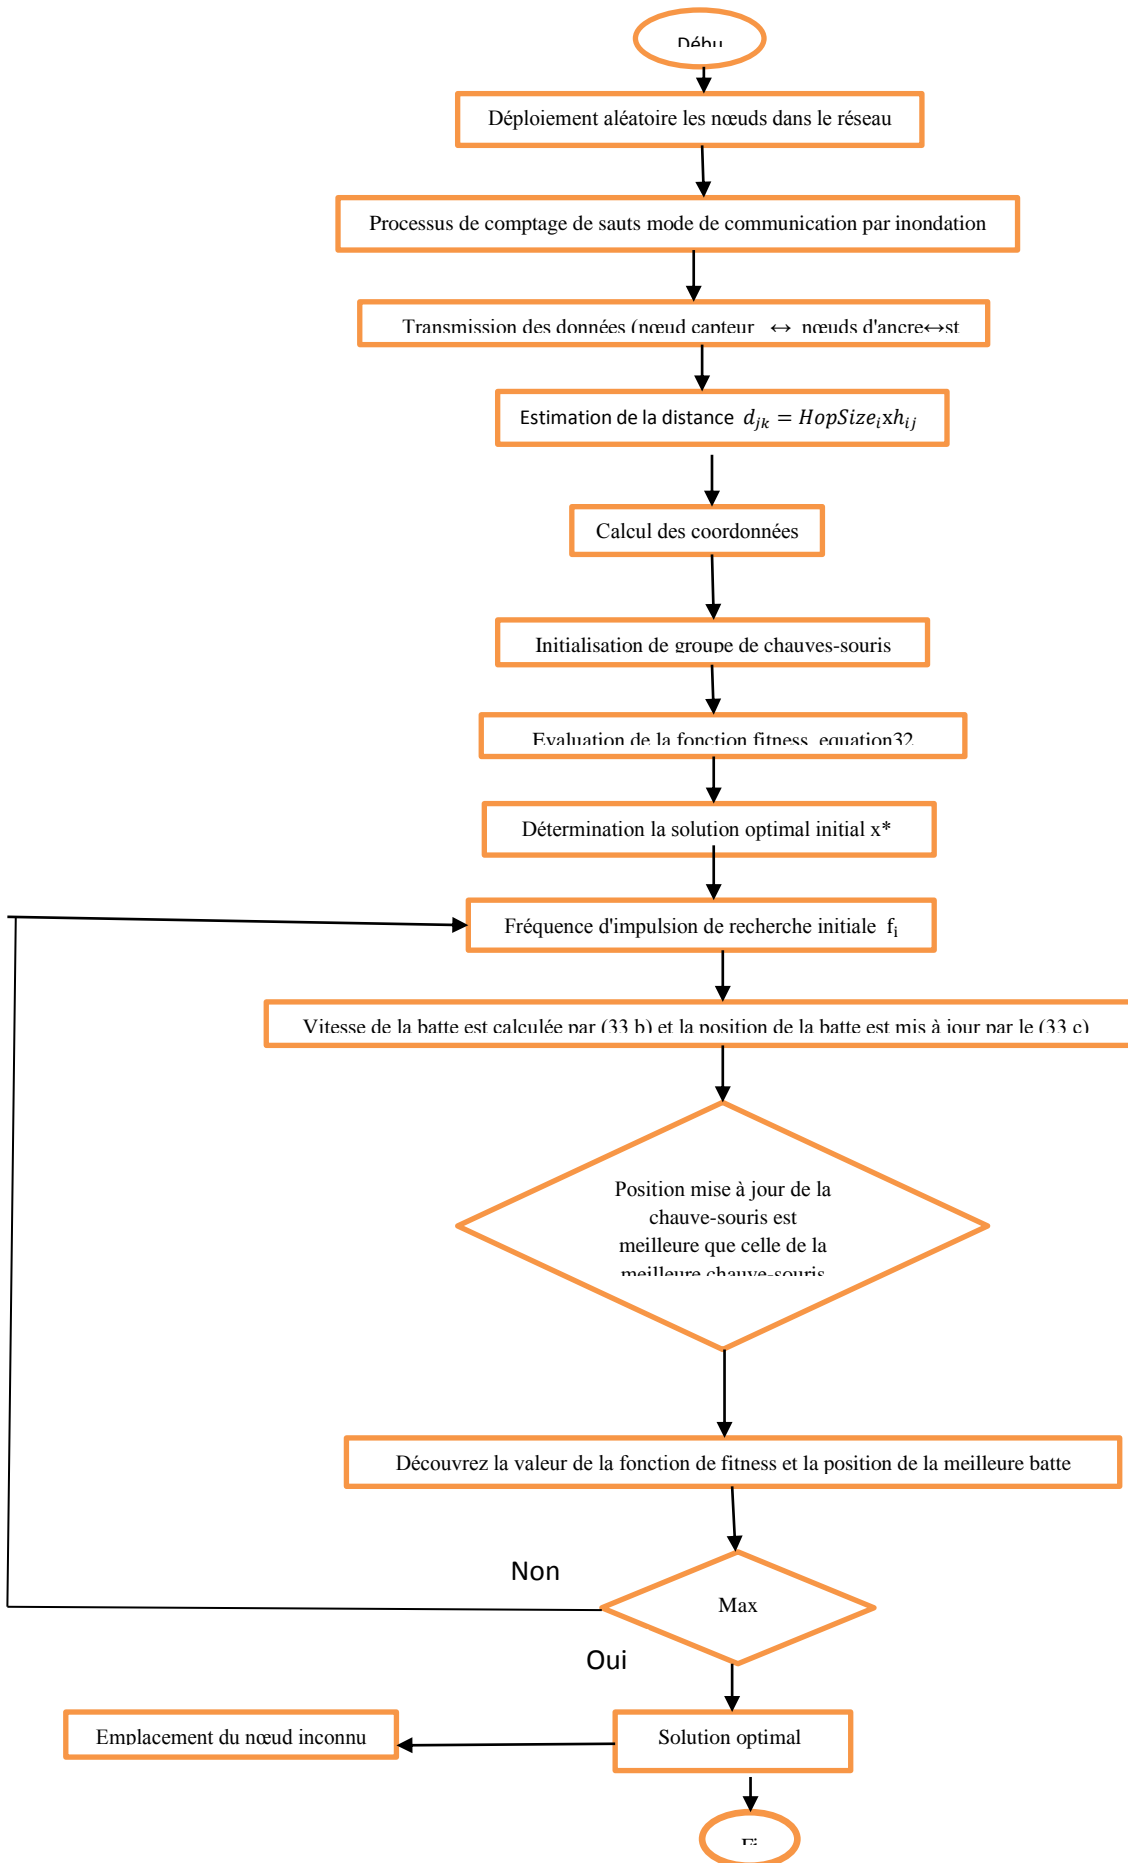 Débu
Déploiement aléatoire les nœuds dans le réseau
Processus de comptage de sauts mode de communication par inondation
Transmission des données (nœud capteur ↔ nœuds d'ancre↔st
Estimation de la distance d_{jk} = HopSize_i x h_{ij}
Calcul des coordonnées
Initialisation de groupe de chauves-souris
Evaluation de la fonction fitness equation32
Détermination la solution optimal initial x*
Fréquence d'impulsion de recherche initiale f_i
Vitesse de la batte est calculée par (33 b) et la position de la batte est mis à jour par le (33 c)
Position mise à jour de la
chauve-souris est
meilleure que celle de la
meilleure chauve-souris
Découvrez la valeur de la fonction de fitness et la position de la meilleure batte
Non
Max
Oui
Emplacement du nœud inconnu
Solution optimal
Fi